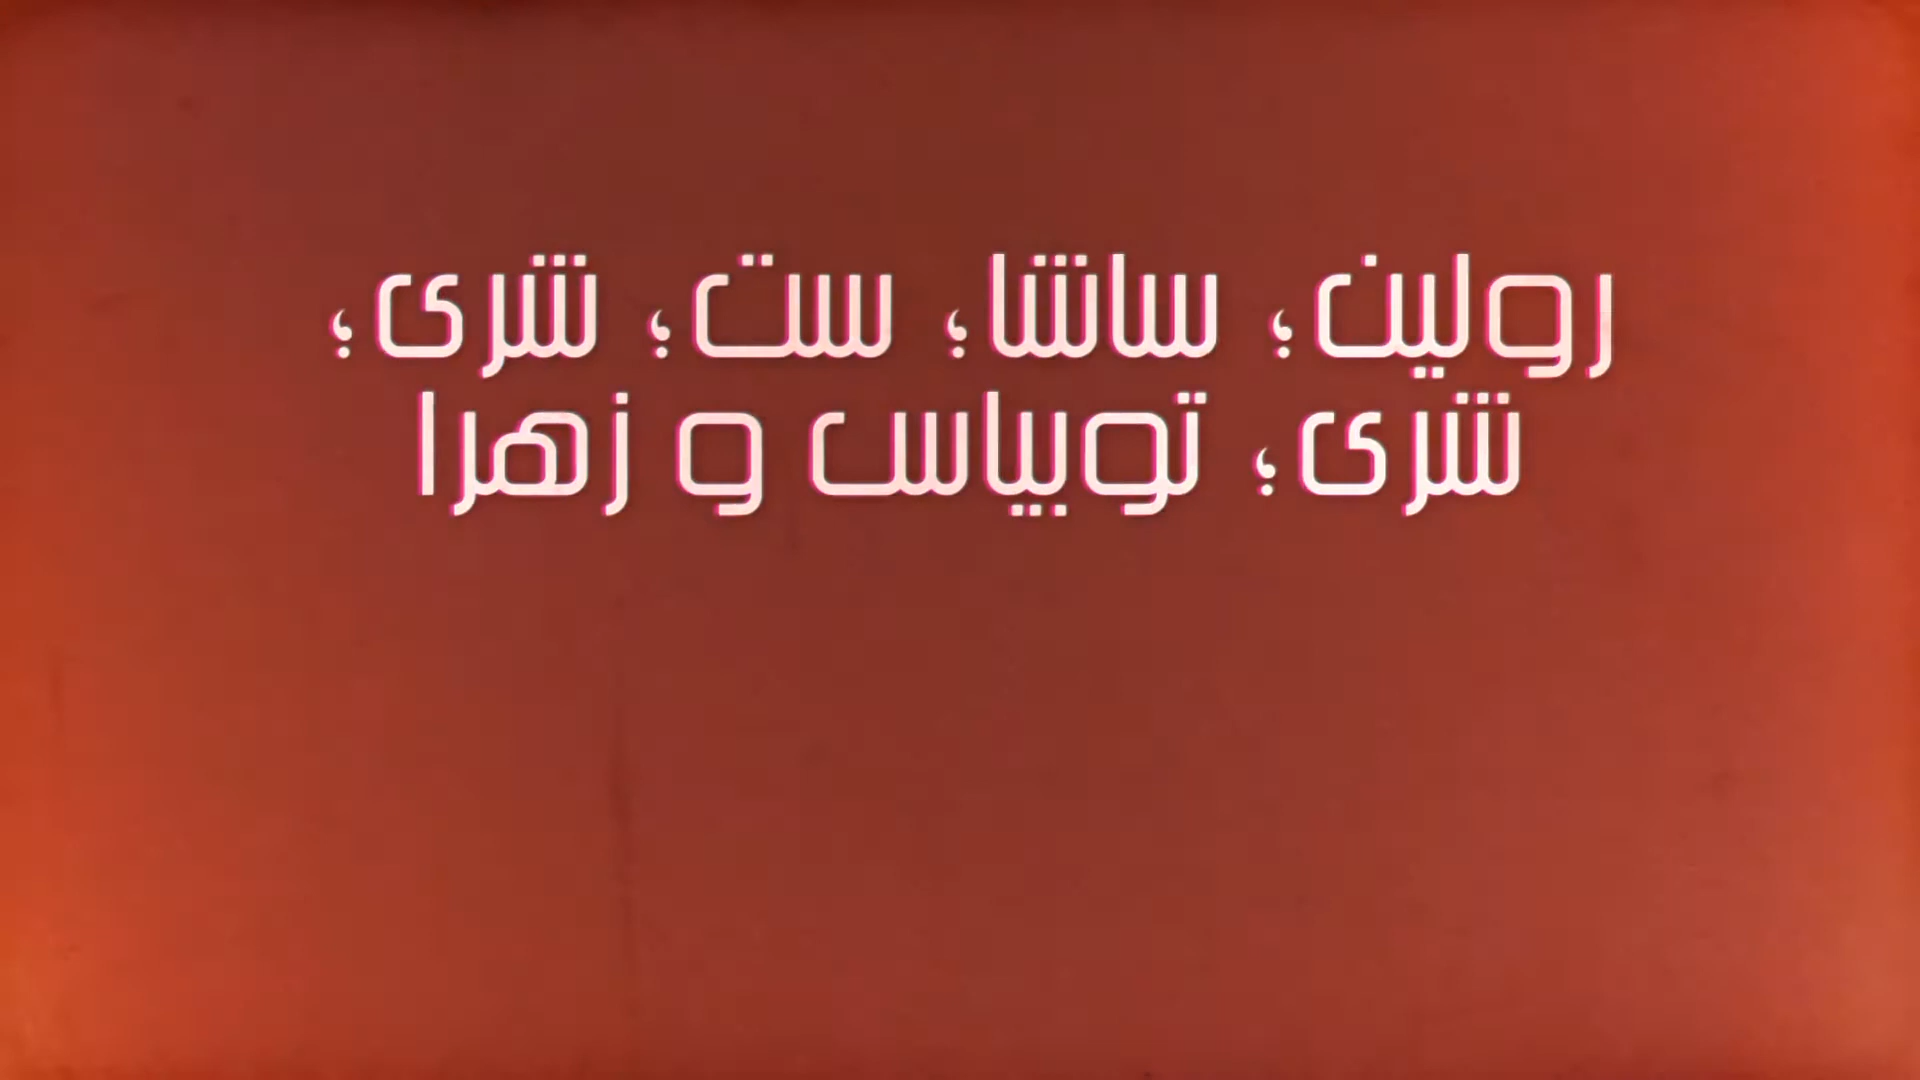 رولین؛ ساشا؛ ست؛ شری؛
شری؛ توبیاس و زهرا